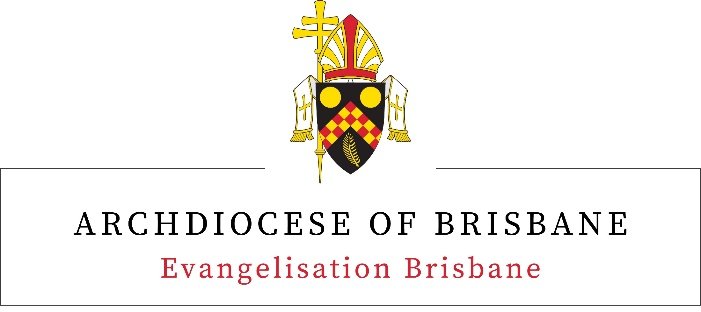 ARCHDIOCESE OF BRISBANE
Evangelisation Brisbane